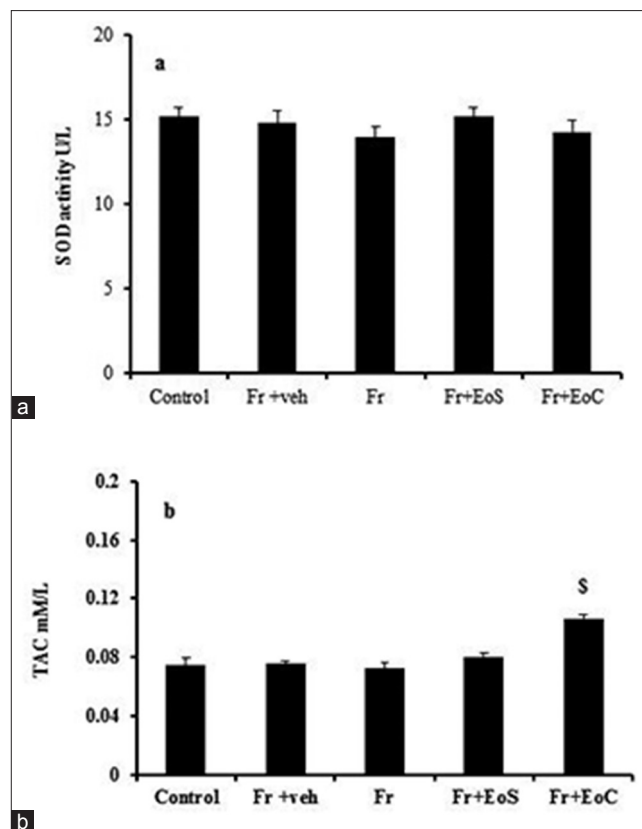 20
a
15
SOD activity U/L
10
5
0
Control Fr +veh Fr Fr+EoS Fr+EoC
a
0.2
b
0.16
$
0.12
TAC mM/L
0.08
0.04
0
Control Fr +veh Fr Fr+EoS Fr+EoC
b